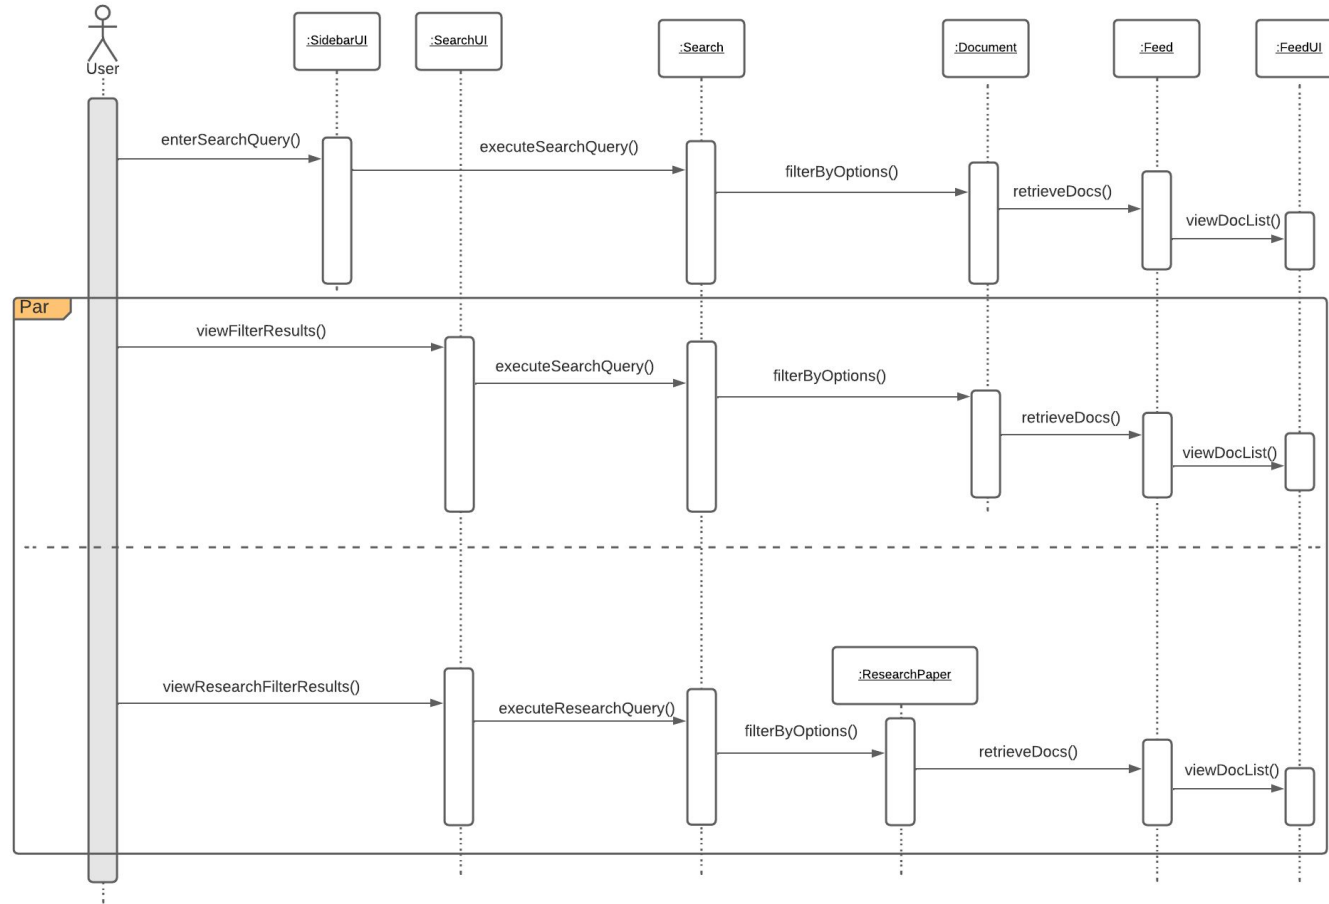 User
:SidebarUI
:SearchUI
:Search
:Document
:Feed
:FeedUI
enterSearchQuery()
executeSearchQuery()
filterByOptions()
retrieveDocs()
viewDocList()
Par
viewFilterResults()
executeSearchQuery()
filterByOptions()
retrieveDocs()
viewDocList()
:ResearchPaper
viewResearchFilterResults()
executeResearchQuery()
filterByOptions()
retrieveDocs()
viewDocList()